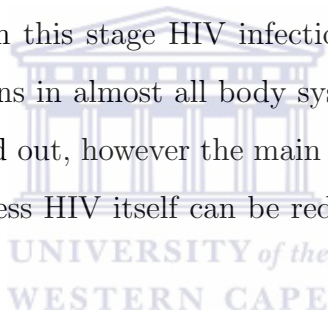 this stage HIV infectio
ns in almost all body sys
d out, however the main
ess HIV itself can be red
UNIVERSITY of the
WESTERN CAPE